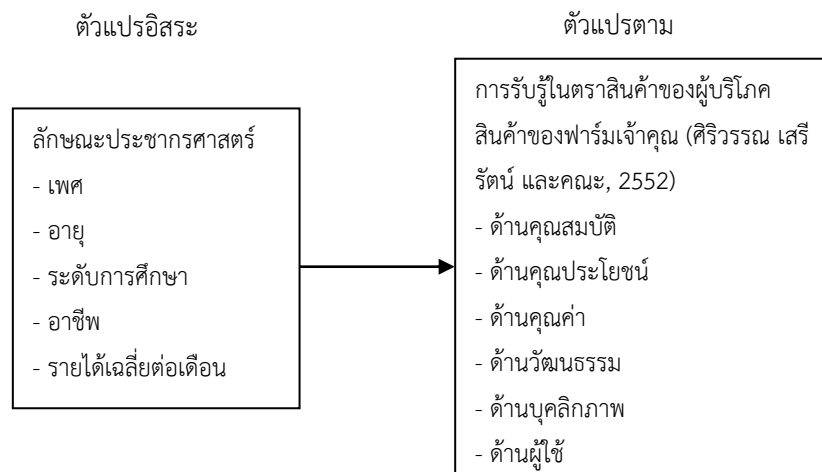 ตัวแปรอิสระ
ตัวแปรตาม
ลักษณะประชากรศาสตร์
- เพศ
- อายุ
- ระดับการศึกษา
- อาชีพ
- รายได้เฉลี่ยต่อเดือน
การรับรู้ในตราสินค้าของผู้บริโภค
สินค้าของฟาร์มเจ้าคุณ (ศิริวรรณ เสรี
รัตน์ และคณะ, 2552)
- ด้านคุณสมบัติ
- ด้านคุณประโยชน์
- ด้านคุณค่า
- ด้านวัฒนธรรม
- ด้านบุคลิกภาพ
- ด้านผู้ใช้